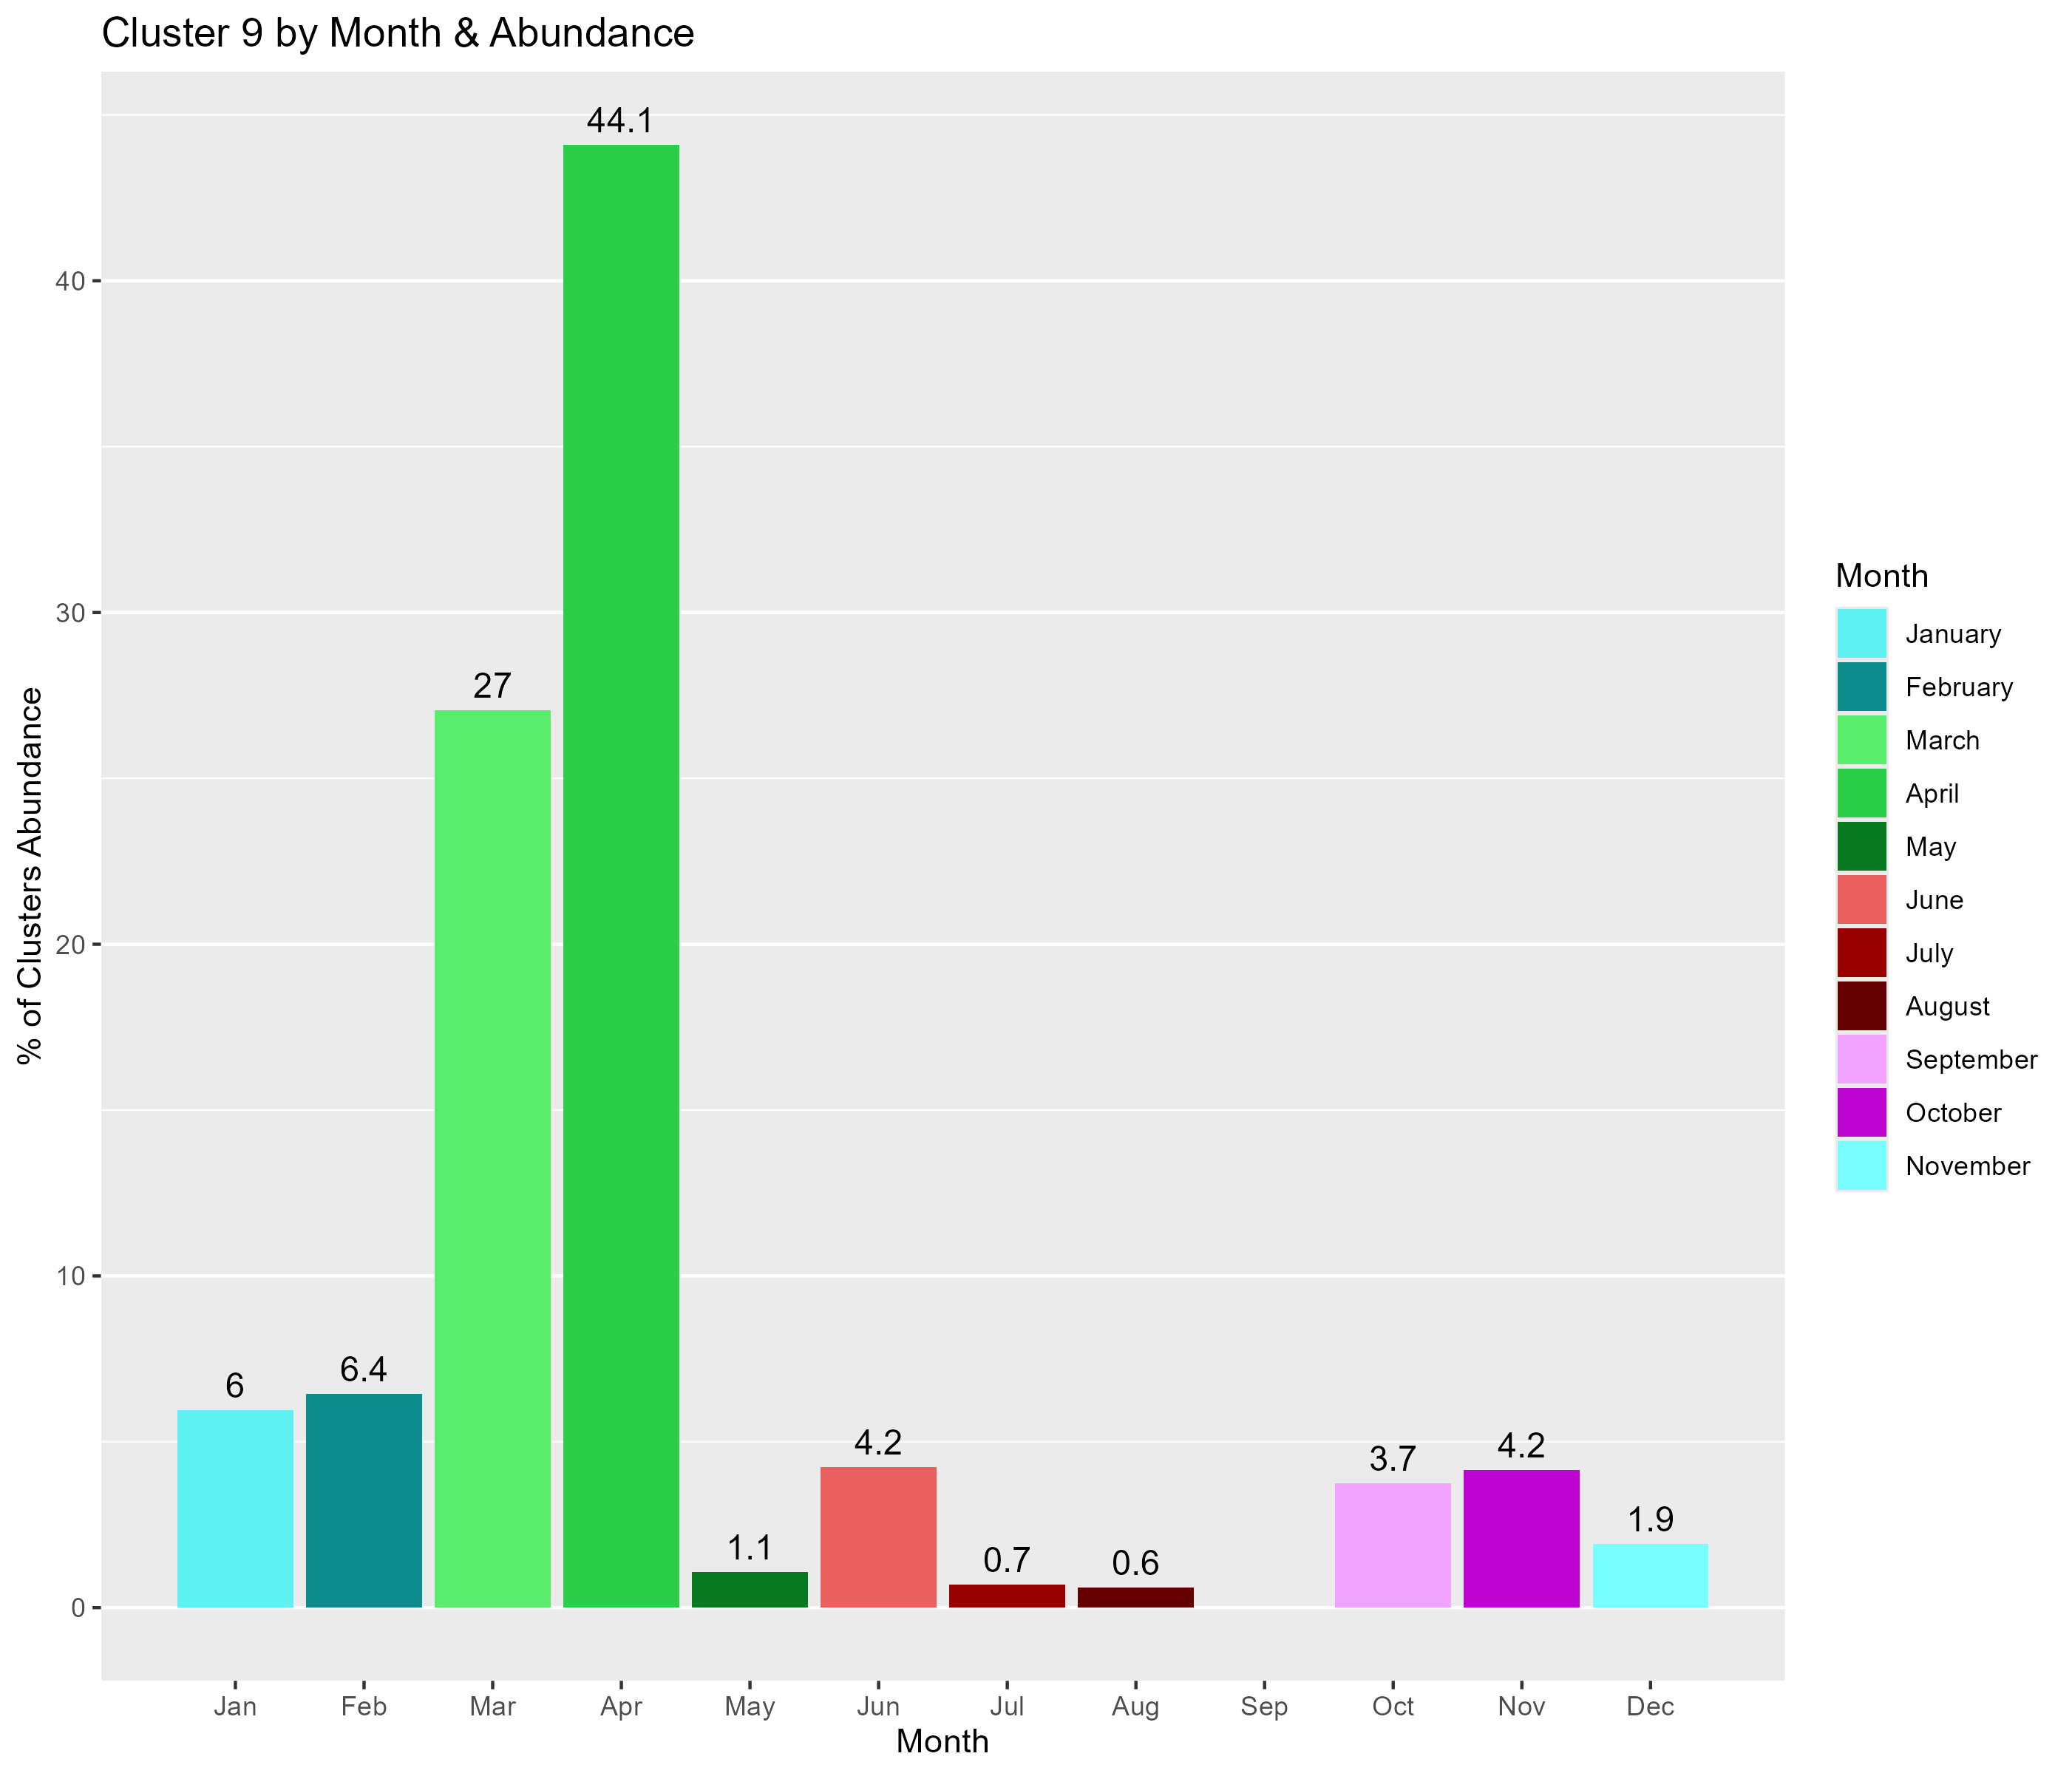 Cluster 9 by Month & Abundance
44.1
40
30
27
20
10
6
6.4
1.1
4.2
0.7
0.6
3.7
4.2
1.9
0
% of Clusters Abundance
Jan Feb Mar Apr May Jun Jul Aug Sep Oct Nov Dec
Month
Month
January
February
March
April
May
June
July
August
September
October
November